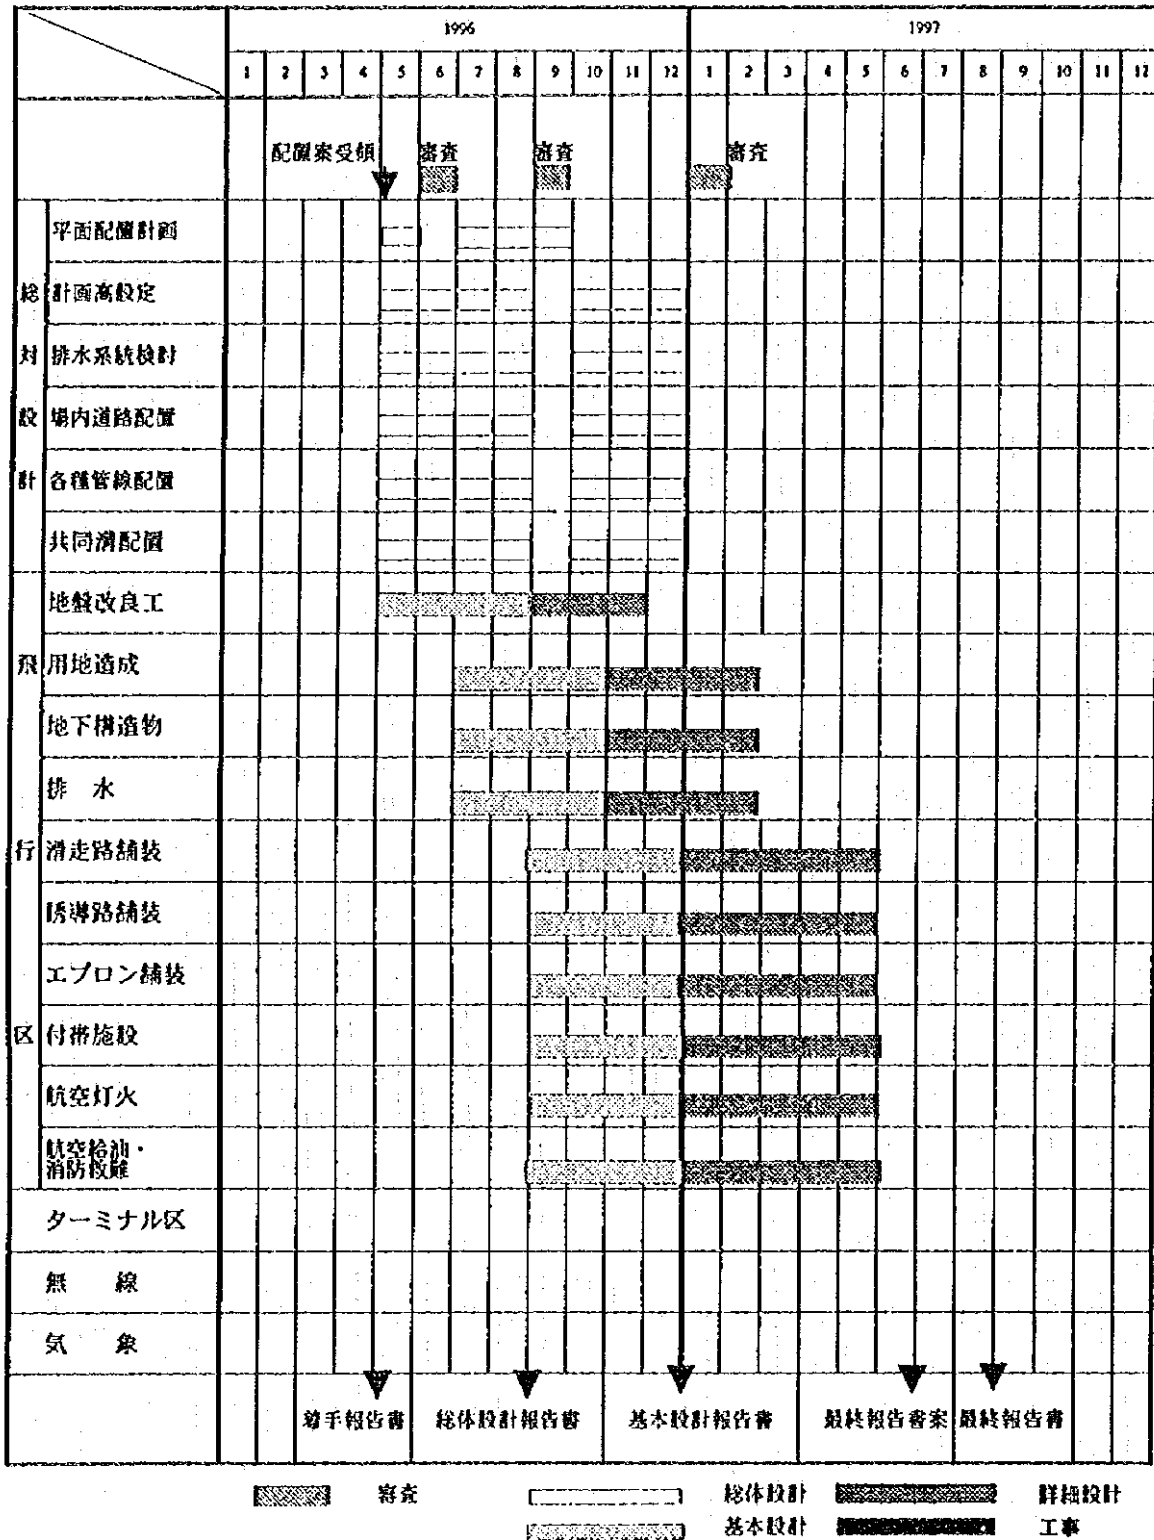 1996 1997
1 2 3 4 5 6 7 8 9 10 11 12 1 2 3 4 5 6 7 8 9 10 11 12
配置案受領 審査 審査 審査
平面配置計画
総 計画高設定
対 排水系統検討
設 場内道路配置
計 各種管線配置
共同溝配置
地盤改良工
飛 用地造成
地下構造物
排 水
行 滑走路舗装
誘導路舗装
エプロン舗装
区 付帯施設
航空灯火
航空給油・
消防救難
ターミナル区
無 線
気 象
着手報告書 総体設計報告書 基本設計報告書 最終報告書案 最終報告書
審査 総体設計 詳細設計
基本設計 工事